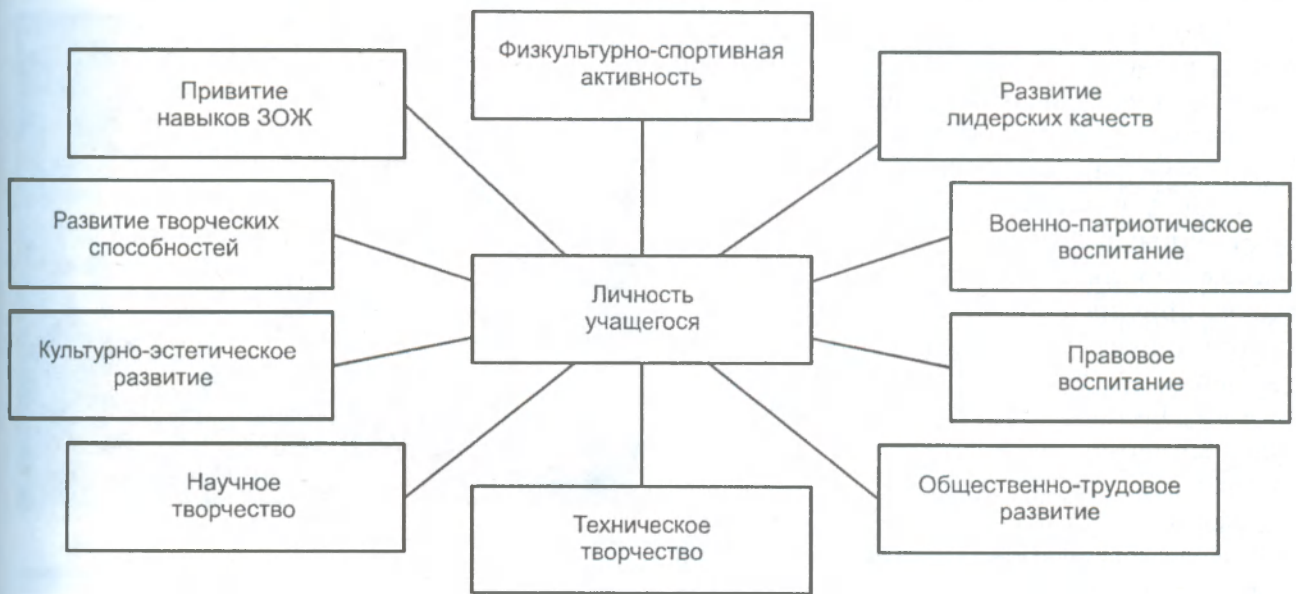 Физкультурно-спортивная
активность
Привитие
навыков ЗОЖ
Развитие
лидерских качеств
Развитие творческих
способностей
Военно-патриотическое
воспитание
Личность
учащегося
Культурно-эстетическое
развитие
Правовое
воспитание
Научное
творчество
Техническое
творчество
Общественно-трудовое
развитие